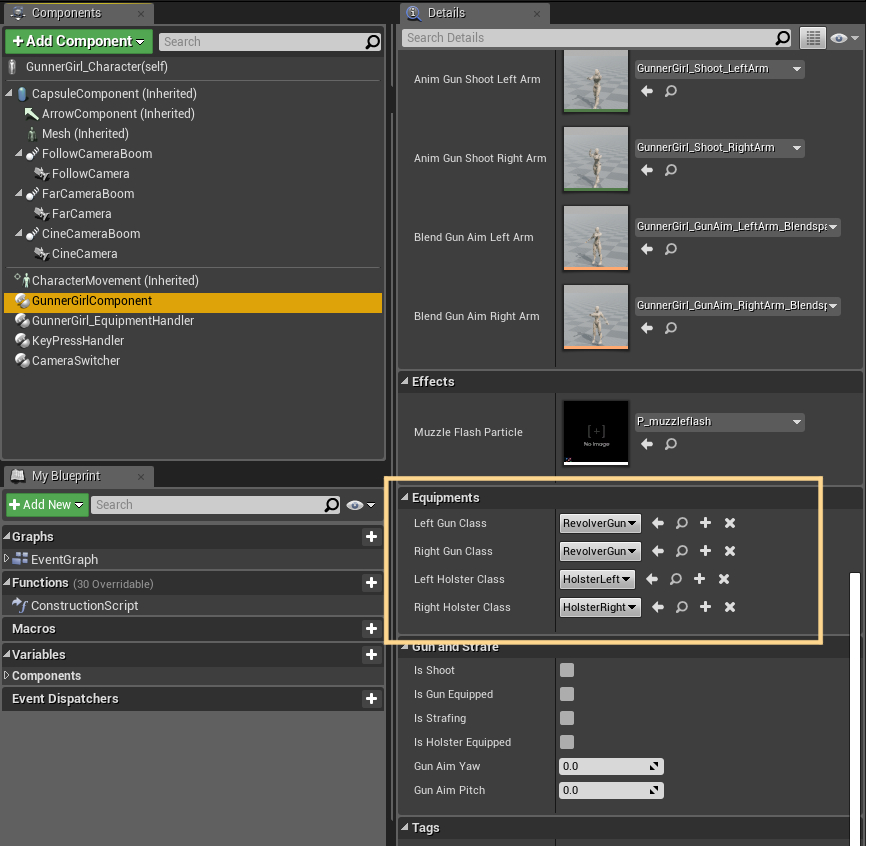 Components
+Add Component
Search
GunnerGirl_Character(self)
CapsuleComponent (Inherited)
ArrowComponent (Inherited)
Mesh (Inherited)
FollowCameraBoom
FollowCamera
FarCameraBoom
FarCamera
CineCameraBoom
CineCamera
CharacterMovement (Inherited)
GunnerGirlComponent
GunnerGirl_EquipmentHandler
KeyPressHandler
CameraSwitcher
My Blueprint
+Add New
Search
Graphs
EventGraph
Functions (30 Overridable)
ConstructionScript
Macros
Variables
Components
Event Dispatchers
Details
Search Details
Anim Gun Shoot Left Arm
GunnerGirl_Shoot_LeftArm
Anim Gun Shoot Right Arm
GunnerGirl_Shoot_RightArm
Blend Gun Aim Left Arm
GunnerGirl_GunAim_LeftArm_Blendspa
Blend Gun Aim Right Arm
GunnerGirl_GunAim_RightArm_Blendsp
Effects
Muzzle Flash Particle
No Image
P_muzzleflash
Equipments
Left Gun Class RevolverGun
Right Gun Class RevolverGun
Left Holster Class HolsterLeft
Right Holster Class HolsterRight
Gun and Strafe
Is Shoot
Is Gun Equipped
Is Strafing
Is Holster Equipped
Gun Aim Yaw 0.0
Gun Aim Pitch 0.0
Tags